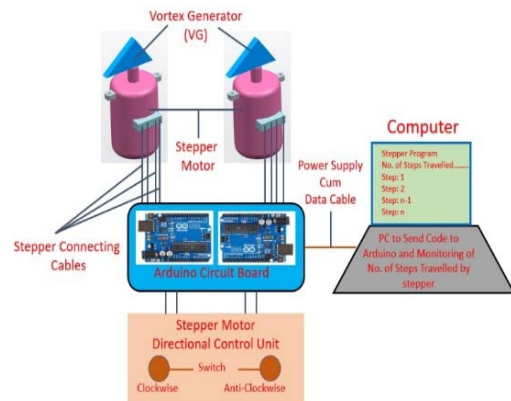 Vortex Generator
(VG)
Stepper
Motor
Computer
Stepper Program
No. of Steps Travelled.........
Step: 1
Step: 2
Step: n-1
Step: n
Power Supply
Cum
Data Cable
Stepper Connecting
Cables
Arduino Circuit Board
PC to Send Code to
Arduino and Monitoring of
No. of Steps Travelled by
stepper
Stepper Motor
Directional Control Unit
Switch
Clockwise
Anti-Clockwise